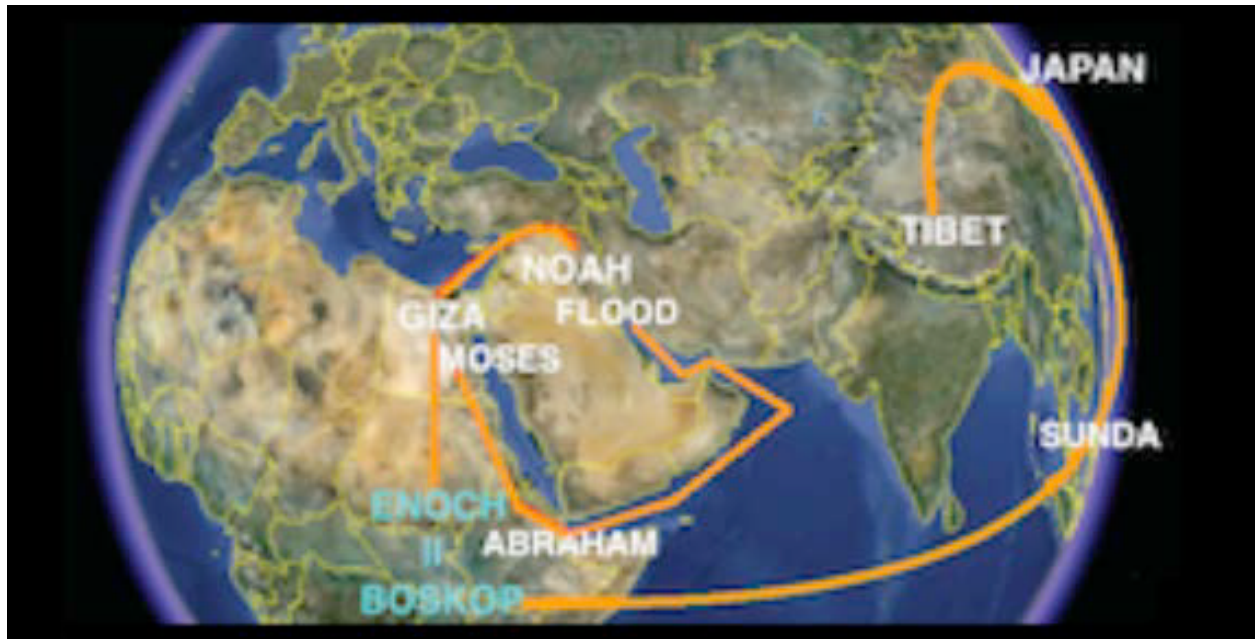 JAPAN
TIBET
NOAH
GIZA FLOOD
MOSES
SUNDA
ENOCH
ABRAHAM
II
BOSKOP